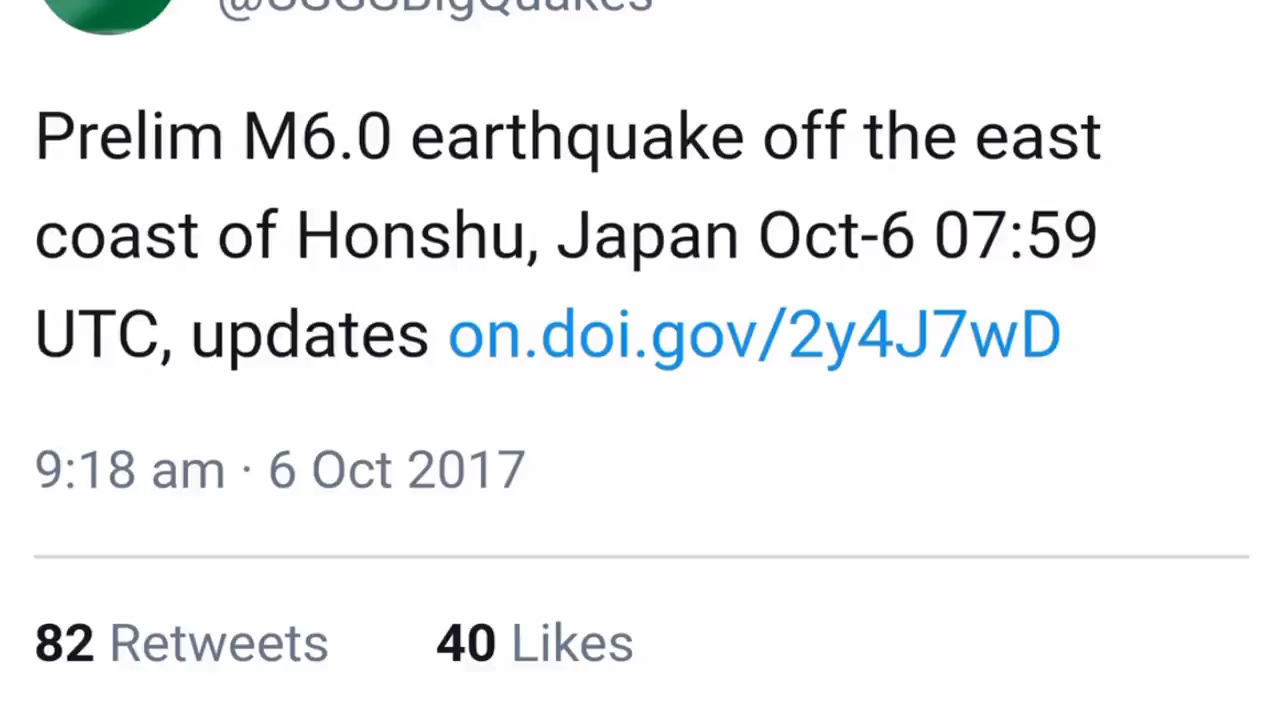 @USGSBigQuakes
Prelim M6.0 earthquake off the east
coast of Honshu, Japan Oct-6 07:59
UTC, updates on.doi.gov/2y4J7wD
9:18 am · 6 Oct 2017
82 Retweets 40 Likes